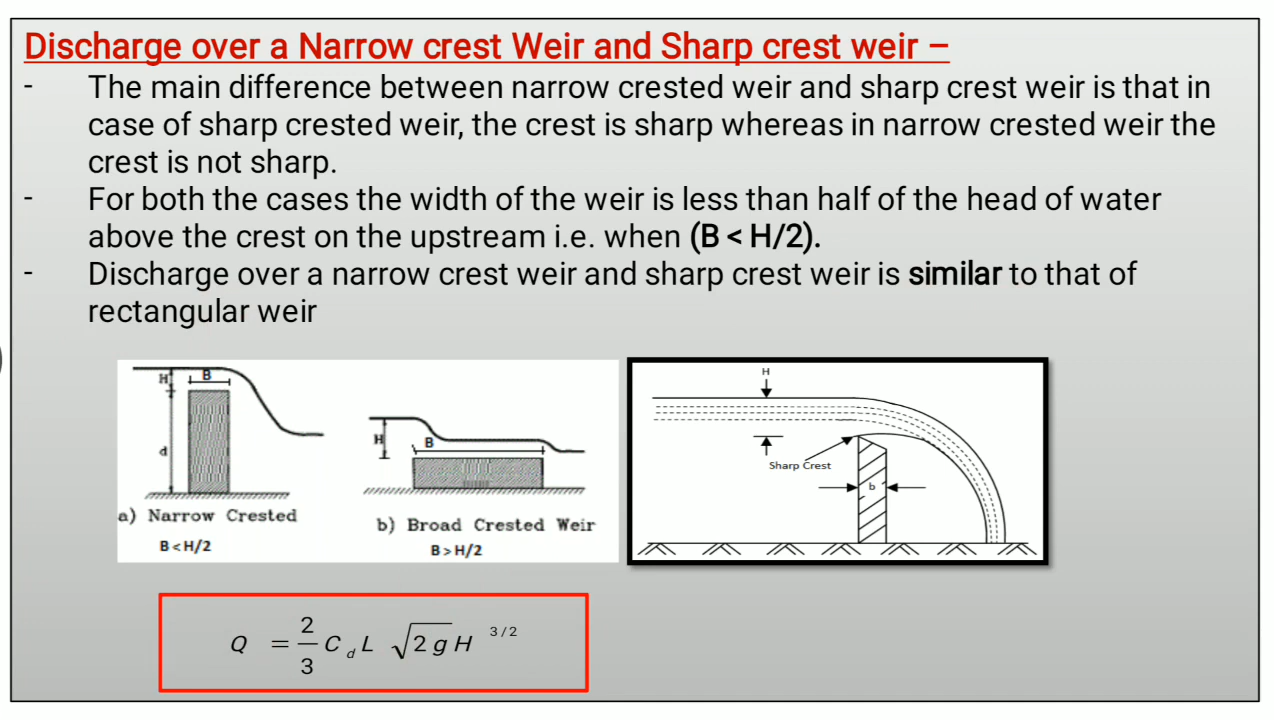 Discharge over a Narrow crest Weir and Sharp crest weir –
- The main difference between narrow crested weir and sharp crest weir is that in
case of sharp crested weir, the crest is sharp whereas in narrow crested weir the
crest is not sharp.
- For both the cases the width of the weir is less than half of the head of water
above the crest on the upstream i.e. when (B < H/2).
- Discharge over a narrow crest weir and sharp crest weir is similar to that of
rectangular weir
H B
d
a) Narrow Crested
B < H/2
H B
b) Broad Crested Weir
B > H/2
H
Sharp Crest
b
Q = 2/3 C_d L √2g H^3/2